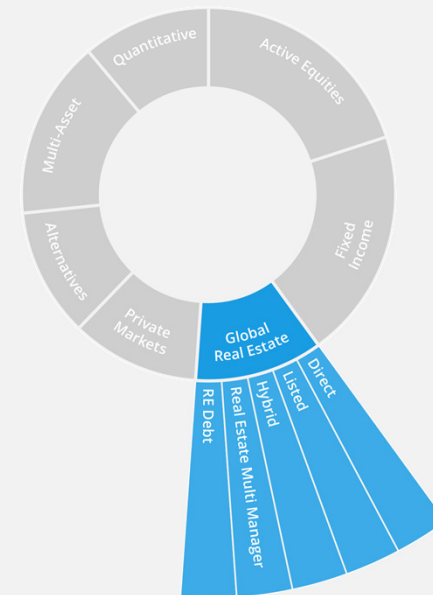 Quantitative
Active Equities
Multi-Asset
Fixed
Income
Alternatives
Private
Markets
Global
Real Estate
RE Debt
Real Estate Multi Manager
Hybrid
Listed
Direct